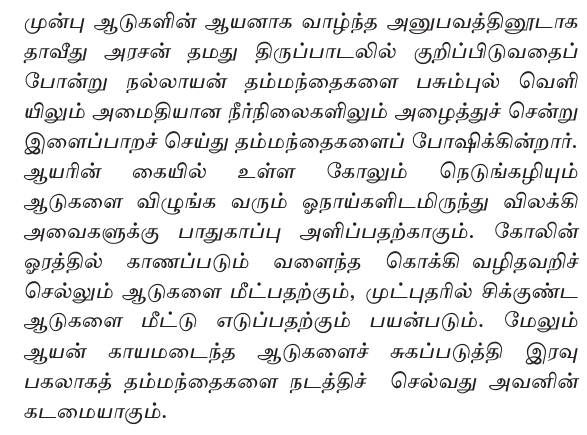 முன்பு ஆடுகளின் ஆயனாக வாழ்ந்த அனுபவத்தினூடாக
தாவீது அரசன் தமது திருப்பாடலில் குறிப்பிடுவதைப்
போன்று நல்லாயன் தம்மந்தைகளை பசும்புல் வெளி
யிலும் அமைதியான நீர்நிலைகளிலும் அழைத்துச் சென்று
இளைப்பாறச் செய்து தம்மந்தைகளைப் போஷிக்கின்றார்.
ஆயரின் கையில் உள்ள கோலும் நெடுங்கழியும்
ஆடுகளை விழுங்க வரும் ஓநாய்களிடமிருந்து விலக்கி
அவைகளுக்கு பாதுகாப்பு அளிப்பதற்காகும். கோலின்
ஓரத்தில் காணப்படும் வளைந்த கொக்கி வழிதவறிச்
செல்லும் ஆடுகளை மீட்பதற்கும், முட்புதரில் சிக்குண்ட
ஆடுகளை மீட்டு எடுப்பதற்கும் பயன்படும். மேலும்
ஆயன் காயமடைந்த ஆடுகளைச் சுகப்படுத்தி இரவு
பகலாகத் தம்மந்தைகளை நடத்திச் செல்வது அவனின்
கடமையாகும்.